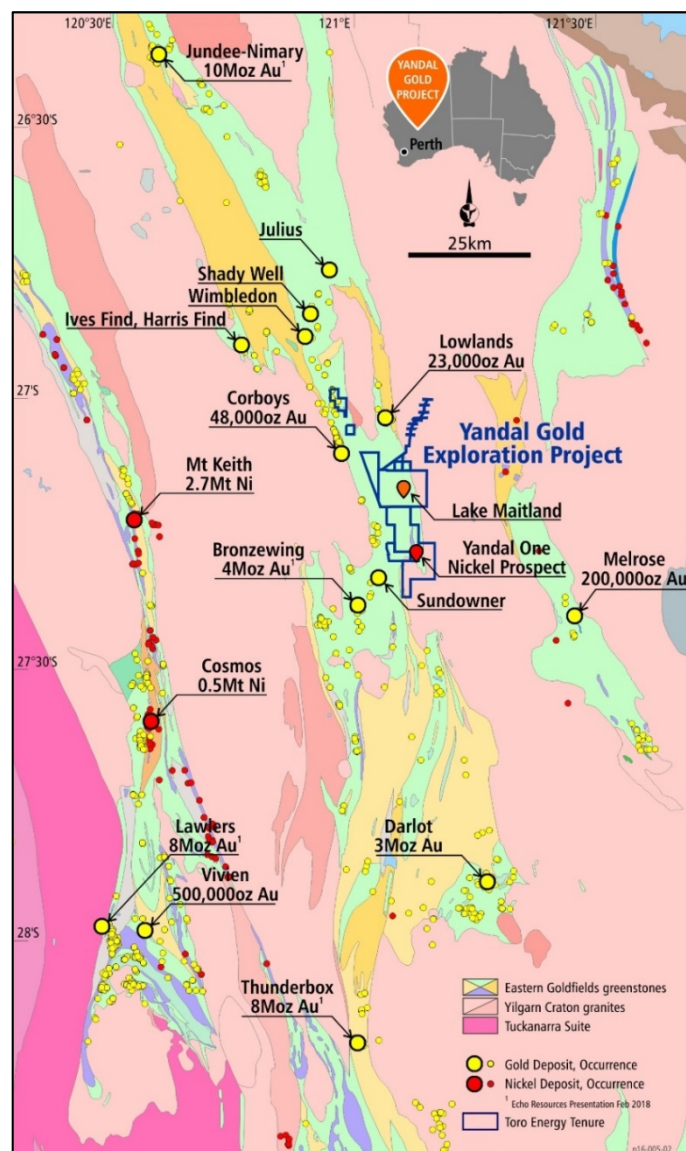 120°30'E
121°E
121°30'E
Jundee-Nimary
10Moz Au¹
YANDAL
GOLD
PROJECT
Perth
26°30'S
25km
Julius
Shady Well
Wimbledon
Ives Find, Harris Find
Lowlands
23,000oz Au
27°S
Corboys
48,000oz Au
Yandal Gold
Exploration Project
Mt Keith
2.7Mt Ni
Lake Maitland
Bronzewing
4Moz Au¹
Yandal One
Nickel Prospect
Melrose
200,000oz Au
Sundowner
27°30'S
Cosmos
0.5Mt Ni
Lawlers
8Moz Au¹
Darlot
3Moz Au
Vivien
500,000oz Au
28°S
Thunderbox
8Moz Au¹
Eastern Goldfields greenstones
Yilgarn Craton granites
Tuckanarra Suite
Gold Deposit, Occurrence
Nickel Deposit, Occurrence
¹ Echo Resources Presentation Feb 2018
Toro Energy Tenure
n16-005-02